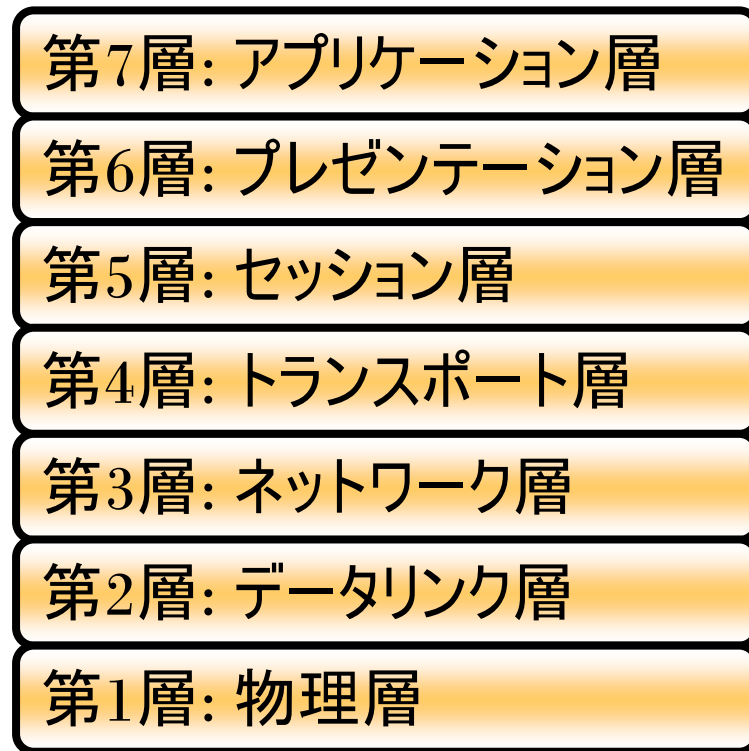 第7層: アプリケーション層
第6層: プレゼンテーション層
第5層: セッション層
第4層: トランスポート層
第3層: ネットワーク層
第2層: データリンク層
第1層: 物理層